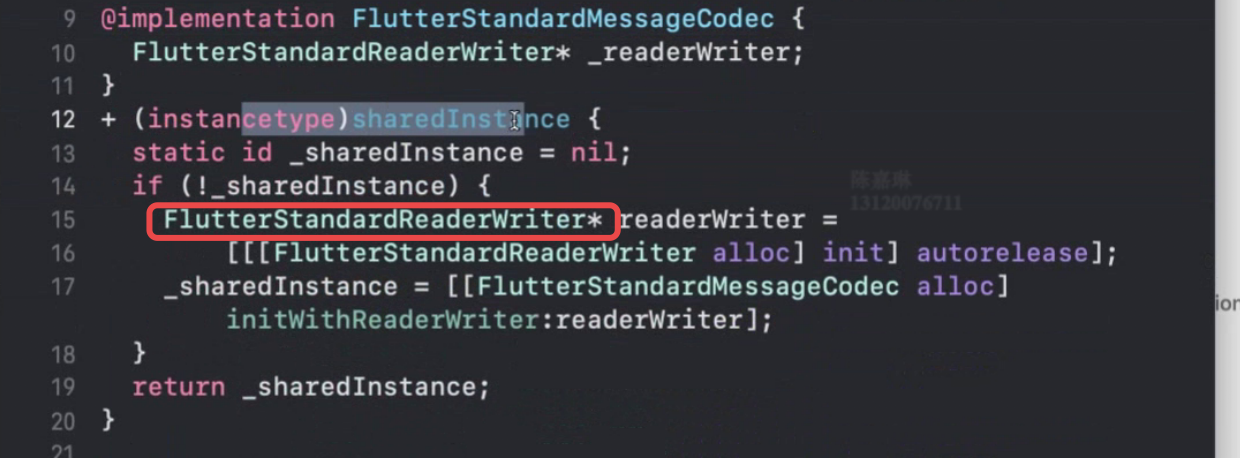 9 @implementation FlutterStandardMessageCodec {
10 FlutterStandardReaderWriter* _readerWriter;
11 }
12 + (instancetype)sharedInstance {
13 static id _sharedInstance = nil;
14 if (!_sharedInstance) {
陈嘉琳
13120076711
15 FlutterStandardReaderWriter* readerWriter =
16 [[[FlutterStandardReaderWriter alloc] init] autorelease];
17 _sharedInstance = [[FlutterStandardMessageCodec alloc]
ion
initWithReaderWriter:readerWriter];
18 }
19 return _sharedInstance;
20 }
21